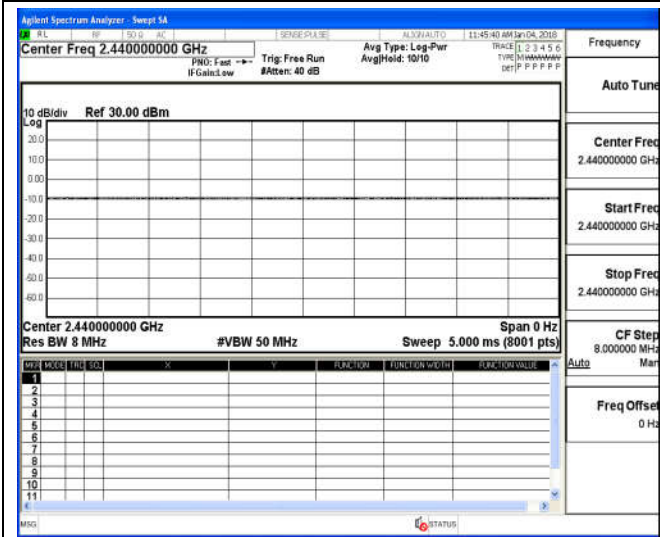 Agilent Spectrum Analyzer - Swept SA
RL RF 50 Ω AC SENSE:PULSE ALIGNAUTO 11:45:40 AM Jan 04, 2018
Center Freq 2.440000000 GHz
PNO: Fast
IFGain:Low
Trig: Free Run
#Atten: 40 dB
Avg Type: Log-Pwr
Avg|Hold: 10/10
TRACE 1 2 3 4 5 6
TYPE MWWWWW
DET P P P P P P
Frequency
Auto Tune
10 dB/div Ref 30.00 dBm
Log
20.0
10.0
0.00
-10.0
-20.0
-30.0
-40.0
-50.0
-60.0
Center 2.440000000 GHz Span 0 Hz
Res BW 8 MHz #VBW 50 MHz Sweep 5.000 ms (8001 pts)
MKR MODE TRC SCL X Y FUNCTION FUNCTION WIDTH FUNCTION VALUE
1
2
3
4
5
6
7
8
9
10
11
Center Freq
2.440000000 GHz
Start Freq
2.440000000 GHz
Stop Freq
2.440000000 GHz
CF Step
8.000000 MHz
Auto Man
Freq Offset
0 Hz
MSG STATUS